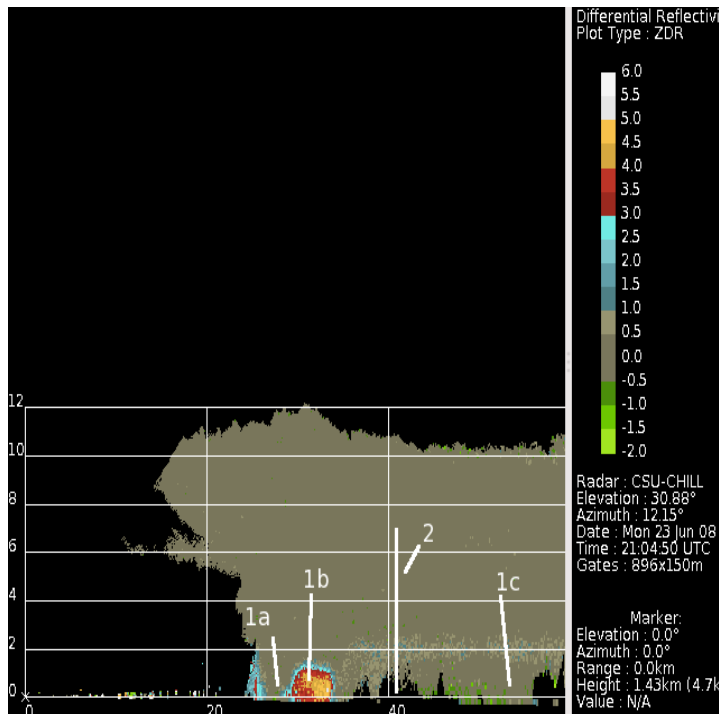 Differential Reflectivi
Plot Type : ZDR
6.0
5.5
5.0
4.5
4.0
3.5
3.0
2.5
2.0
1.5
1.0
0.5
0.0
-0.5
-1.0
-1.5
-2.0
12
10
8
6
4
2
0
20
40
1a
1b
2
1c
Radar : CSU-CHILL
Elevation : 30.88°
Azimuth : 12.15°
Date : Mon 23 Jun 08
Time : 21:04:50 UTC
Gates : 896x150m
Marker:
Elevation : 0.0°
Azimuth : 0.0°
Range : 0.0km
Height : 1.43km (4.7k
Value : N/A